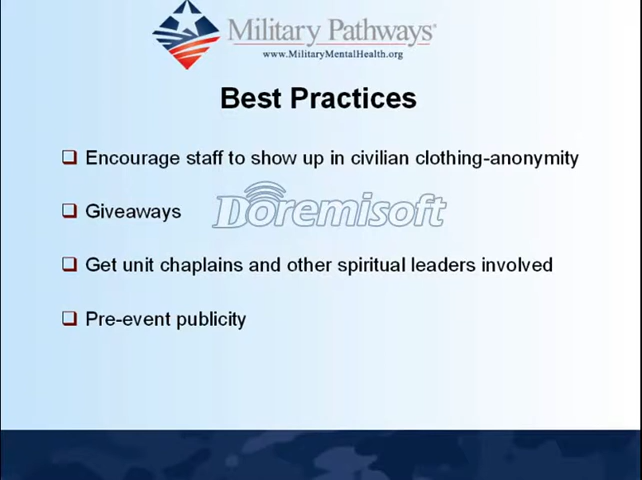 Military Pathways®
www.MilitaryMentalHealth.org
Best Practices
Encourage staff to show up in civilian clothing-anonymity
Giveaways
Doremisoft
Get unit chaplains and other spiritual leaders involved
Pre-event publicity